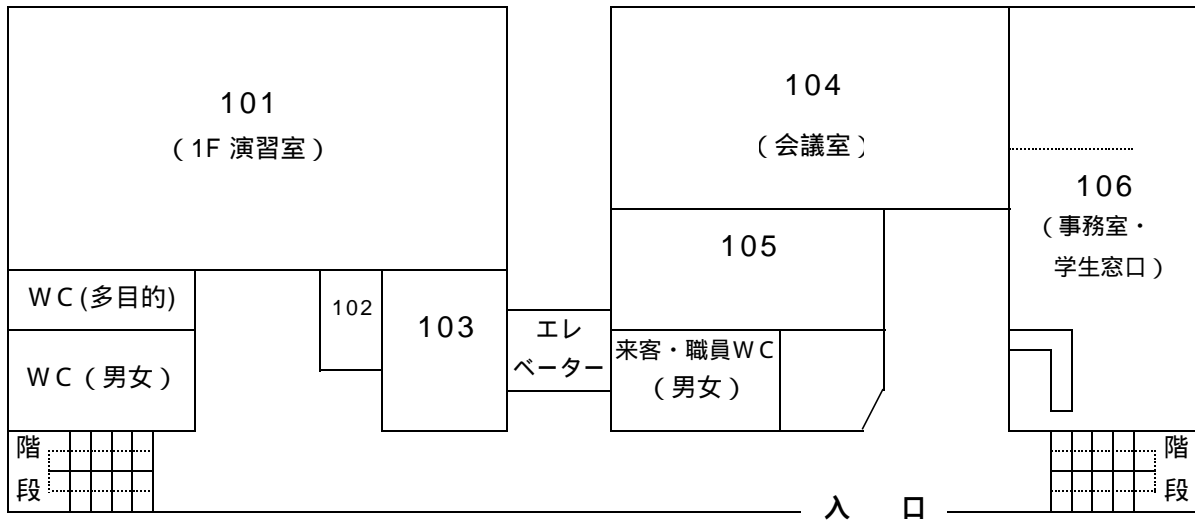 101
（1F 演習室）
104
（会議室）
106
（事務室・
学生窓口）
105
ＷＣ(多目的)
102
103
エレ
ベーター
来客・職員ＷＣ
（男女）
ＷＣ（男女）
階
段
階
段
入　口